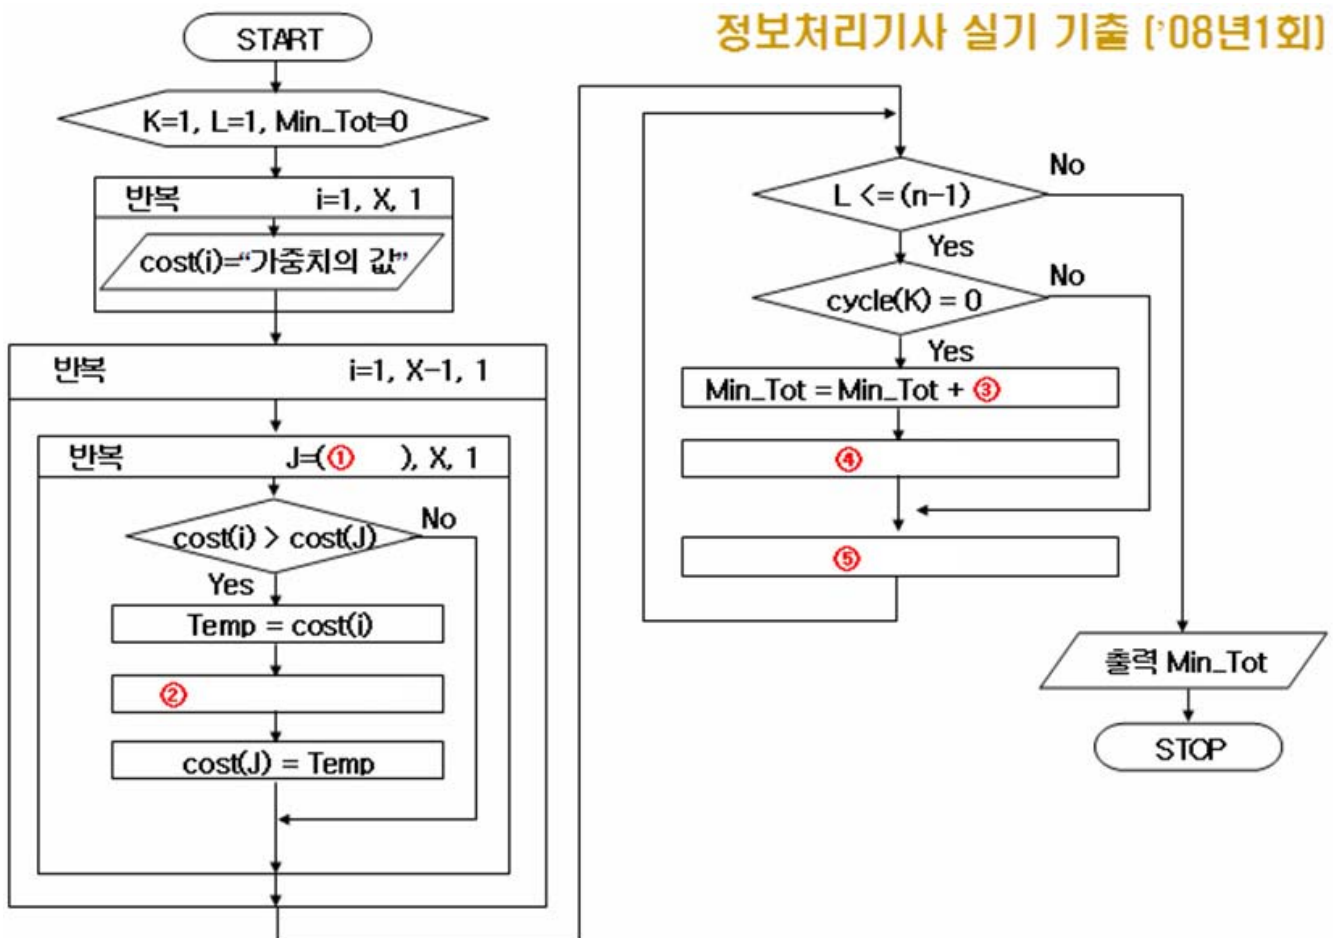 정보처리기사 실기 기출 ('08년1회)
START
K=1, L=1, Min_Tot=0
반복 i=1, X, 1
cost(i)=“가중치의 값”
반복 i=1, X-1, 1
반복 J=(① ), X, 1
cost(i) > cost(J)
No
Yes
Temp = cost(i)
②
cost(J) = Temp
L <= (n-1)
No
Yes
cycle(K) = 0
No
Yes
Min_Tot = Min_Tot + ③
④
⑤
출력 Min_Tot
STOP